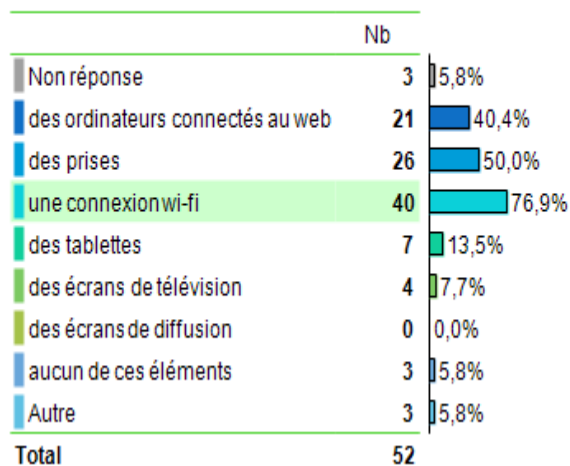 Nb
Non réponse 3 5,8%
des ordinateurs connectés au web 21 40,4%
des prises 26 50,0%
une connexion wi-fi 40 76,9%
des tablettes 7 13,5%
des écrans de télévision 4 7,7%
des écrans de diffusion 0 0,0%
aucun de ces éléments 3 5,8%
Autre 3 5,8%
Total 52